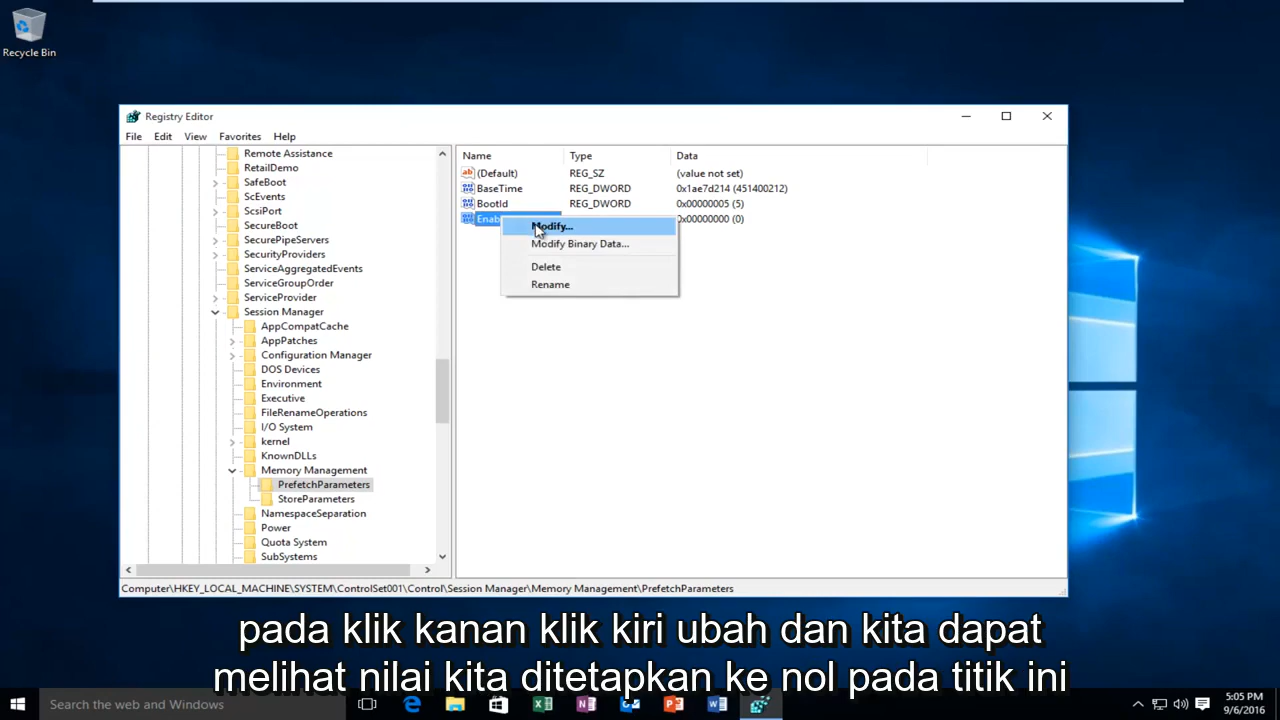 Recycle Bin
Registry Editor
File Edit View Favorites Help
Remote Assistance
RetailDemo
SafeBoot
ScEvents
ScsiPort
SecureBoot
SecurePipeServers
SecurityProviders
ServiceAggregatedEvents
ServiceGroupOrder
ServiceProvider
Session Manager
AppCompatCache
AppPatches
Configuration Manager
DOS Devices
Environment
Executive
FileRenameOperations
I/O System
kernel
KnownDLLs
Memory Management
PrefetchParameters
StoreParameters
NamespaceSeparation
Power
Quota System
SubSystems
Name Type Data
(Default) REG_SZ (value not set)
BaseTime REG_DWORD 0x1ae7d214 (451400212)
BootId REG_DWORD 0x00000005 (5)
0x00000000 (0)
Modify...
Modify Binary Data...
Delete
Rename
Computer\HKEY_LOCAL_MACHINE\SYSTEM\ControlSet001\Control\Session Manager\Memory Management\PrefetchParameters
pada klik kanan klik kiri ubah dan kita dapat
melihat nilai kita ditetapkan ke nol pada titik ini
Search the web and Windows
5:05 PM
9/6/2016